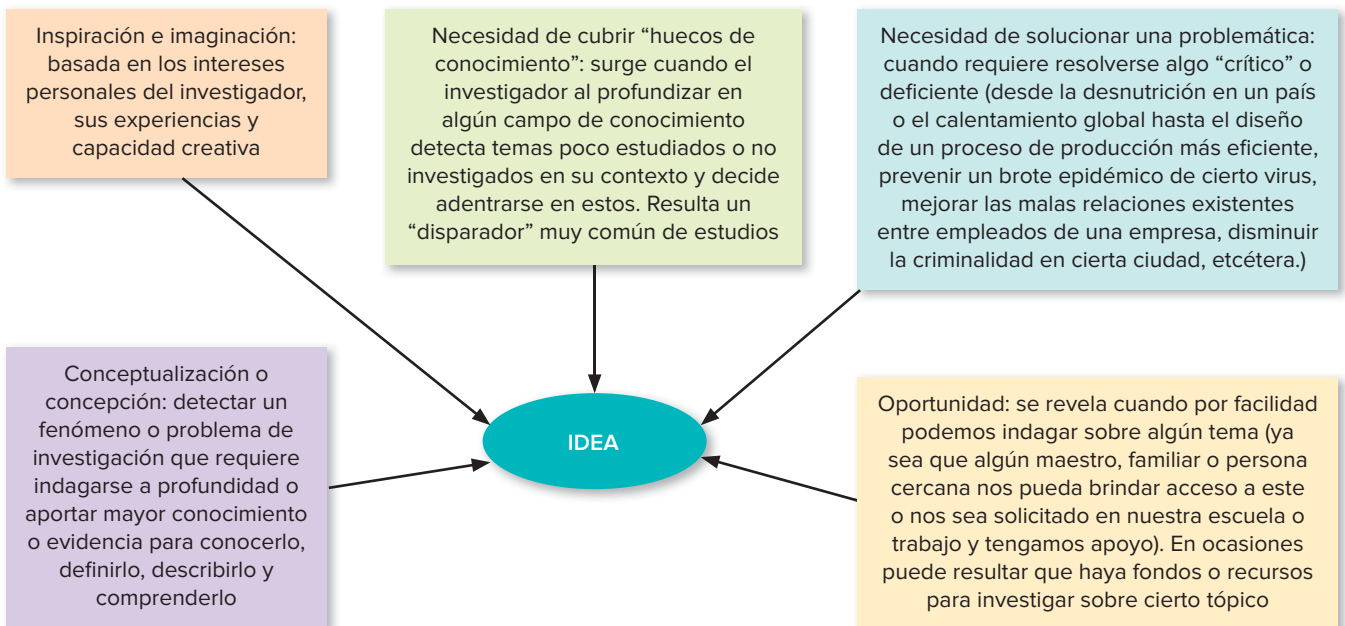 Inspiración e imaginación:
basada en los intereses
personales del investigador,
sus experiencias y
capacidad creativa
Necesidad de cubrir “huecos de
conocimiento”: surge cuando el
investigador al profundizar en
algún campo de conocimiento
detecta temas poco estudiados o no
investigados en su contexto y decide
adentrarse en estos. Resulta un
“disparador” muy común de estudios
Necesidad de solucionar una problemática:
cuando requiere resolverse algo “crítico” o
deficiente (desde la desnutrición en un país
o el calentamiento global hasta el diseño
de un proceso de producción más eficiente,
prevenir un brote epidémico de cierto virus,
mejorar las malas relaciones existentes
entre empleados de una empresa, disminuir
la criminalidad en cierta ciudad, etcétera.)
Conceptualización o
concepción: detectar un
fenómeno o problema de
investigación que requiere
indagarse a profundidad o
aportar mayor conocimiento
o evidencia para conocerlo,
definirlo, describirlo y
comprenderlo
IDEA
Oportunidad: se revela cuando por facilidad
podemos indagar sobre algún tema (ya
sea que algún maestro, familiar o persona
cercana nos pueda brindar acceso a este
o nos sea solicitado en nuestra escuela o
trabajo y tengamos apoyo). En ocasiones
puede resultar que haya fondos o recursos
para investigar sobre cierto tópico